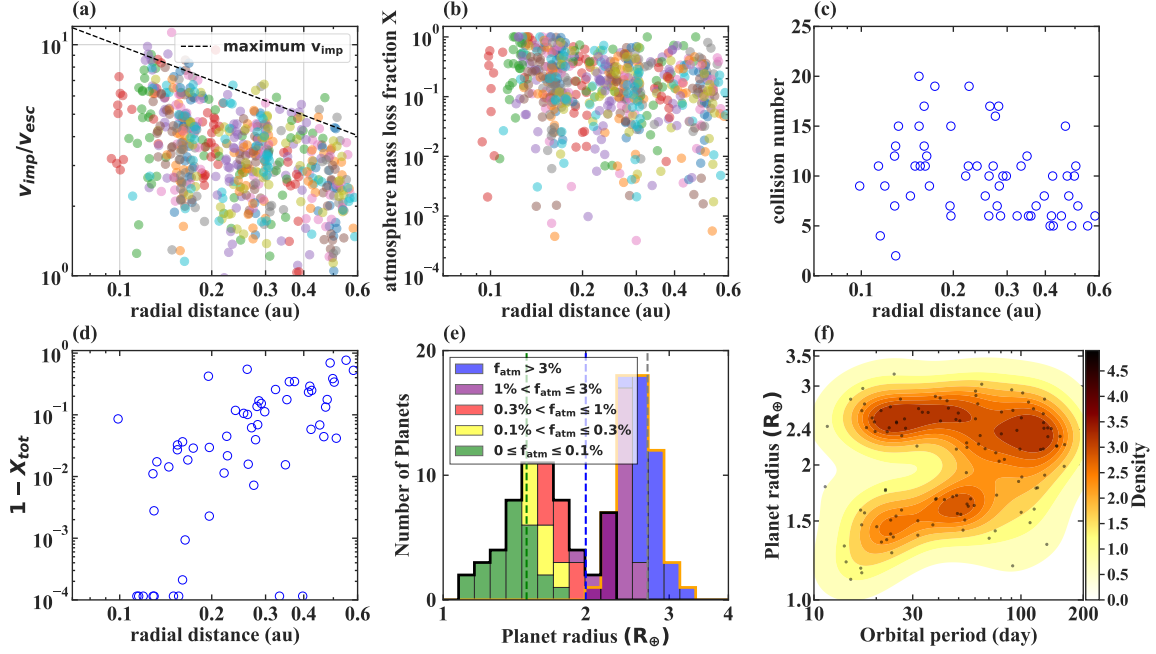 (a)
(b)
(c)
10¹
10⁰
v_imp/v_esc
maximum v_imp
0.1 0.2 0.3 0.4 0.6
radial distance (au)
10⁰
10⁻¹
10⁻²
10⁻³
10⁻⁴
atmosphere mass loss fraction X
0.1 0.2 0.3 0.4 0.6
radial distance (au)
25
20
15
10
5
0
collision number
0.1 0.2 0.3 0.4 0.6
radial distance (au)
(d)
(e)
(f)
10⁰
10⁻¹
10⁻²
10⁻³
10⁻⁴
1 − X_tot
0.1 0.2 0.3 0.4 0.6
radial distance (au)
20
10
0
Number of Planets
f_atm > 3%
1% < f_atm ≤ 3%
0.3% < f_atm ≤ 1%
0.1% < f_atm ≤ 0.3%
0 ≤ f_atm ≤ 0.1%
1 2 3 4
Planet radius (R⊕)
3.5
3
2.4
2
1.5
1.0
Planet radius (R⊕)
10 30 100 200
Orbital period (day)
4.5
4.0
3.5
3.0
2.5
2.0
1.5
1.0
0.5
0.0
Density